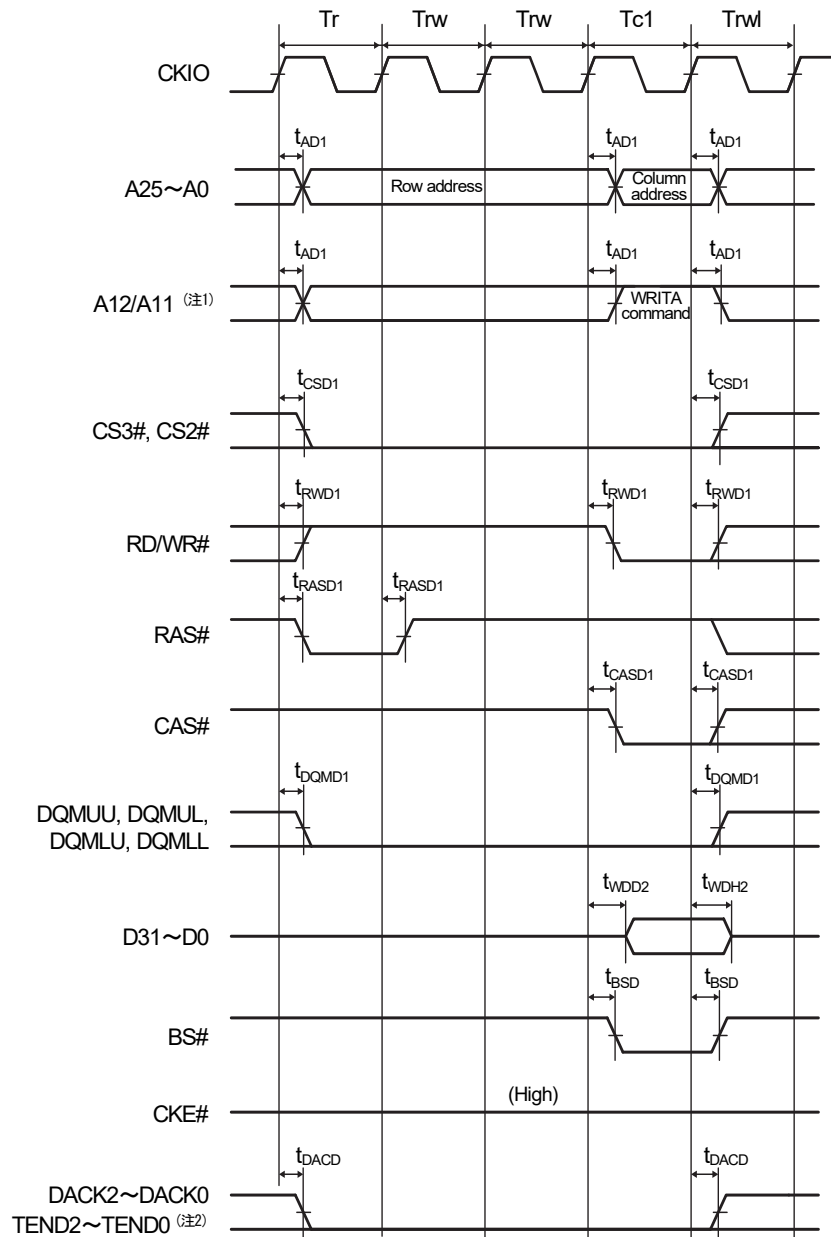 Tr Trw Trw Tc1 Trwl
CKIO
tAD1 tAD1 tAD1
A25～A0 Row address Column address
tAD1 tAD1 tAD1
A12/A11 (注1) WRITA command
tCSD1 tCSD1
CS3#, CS2#
tRWD1 tRWD1 tRWD1
RD/WR#
tRASD1 tRASD1
RAS#
tCASD1 tCASD1
CAS#
tDQMD1 tDQMD1
DQMUU, DQMUL,
DQMLU, DQMLL
tWDD2 tWDH2
D31～D0
tBSD tBSD
BS#
(High)
CKE#
tDACD tDACD
DACK2～DACK0
TEND2～TEND0 (注2)